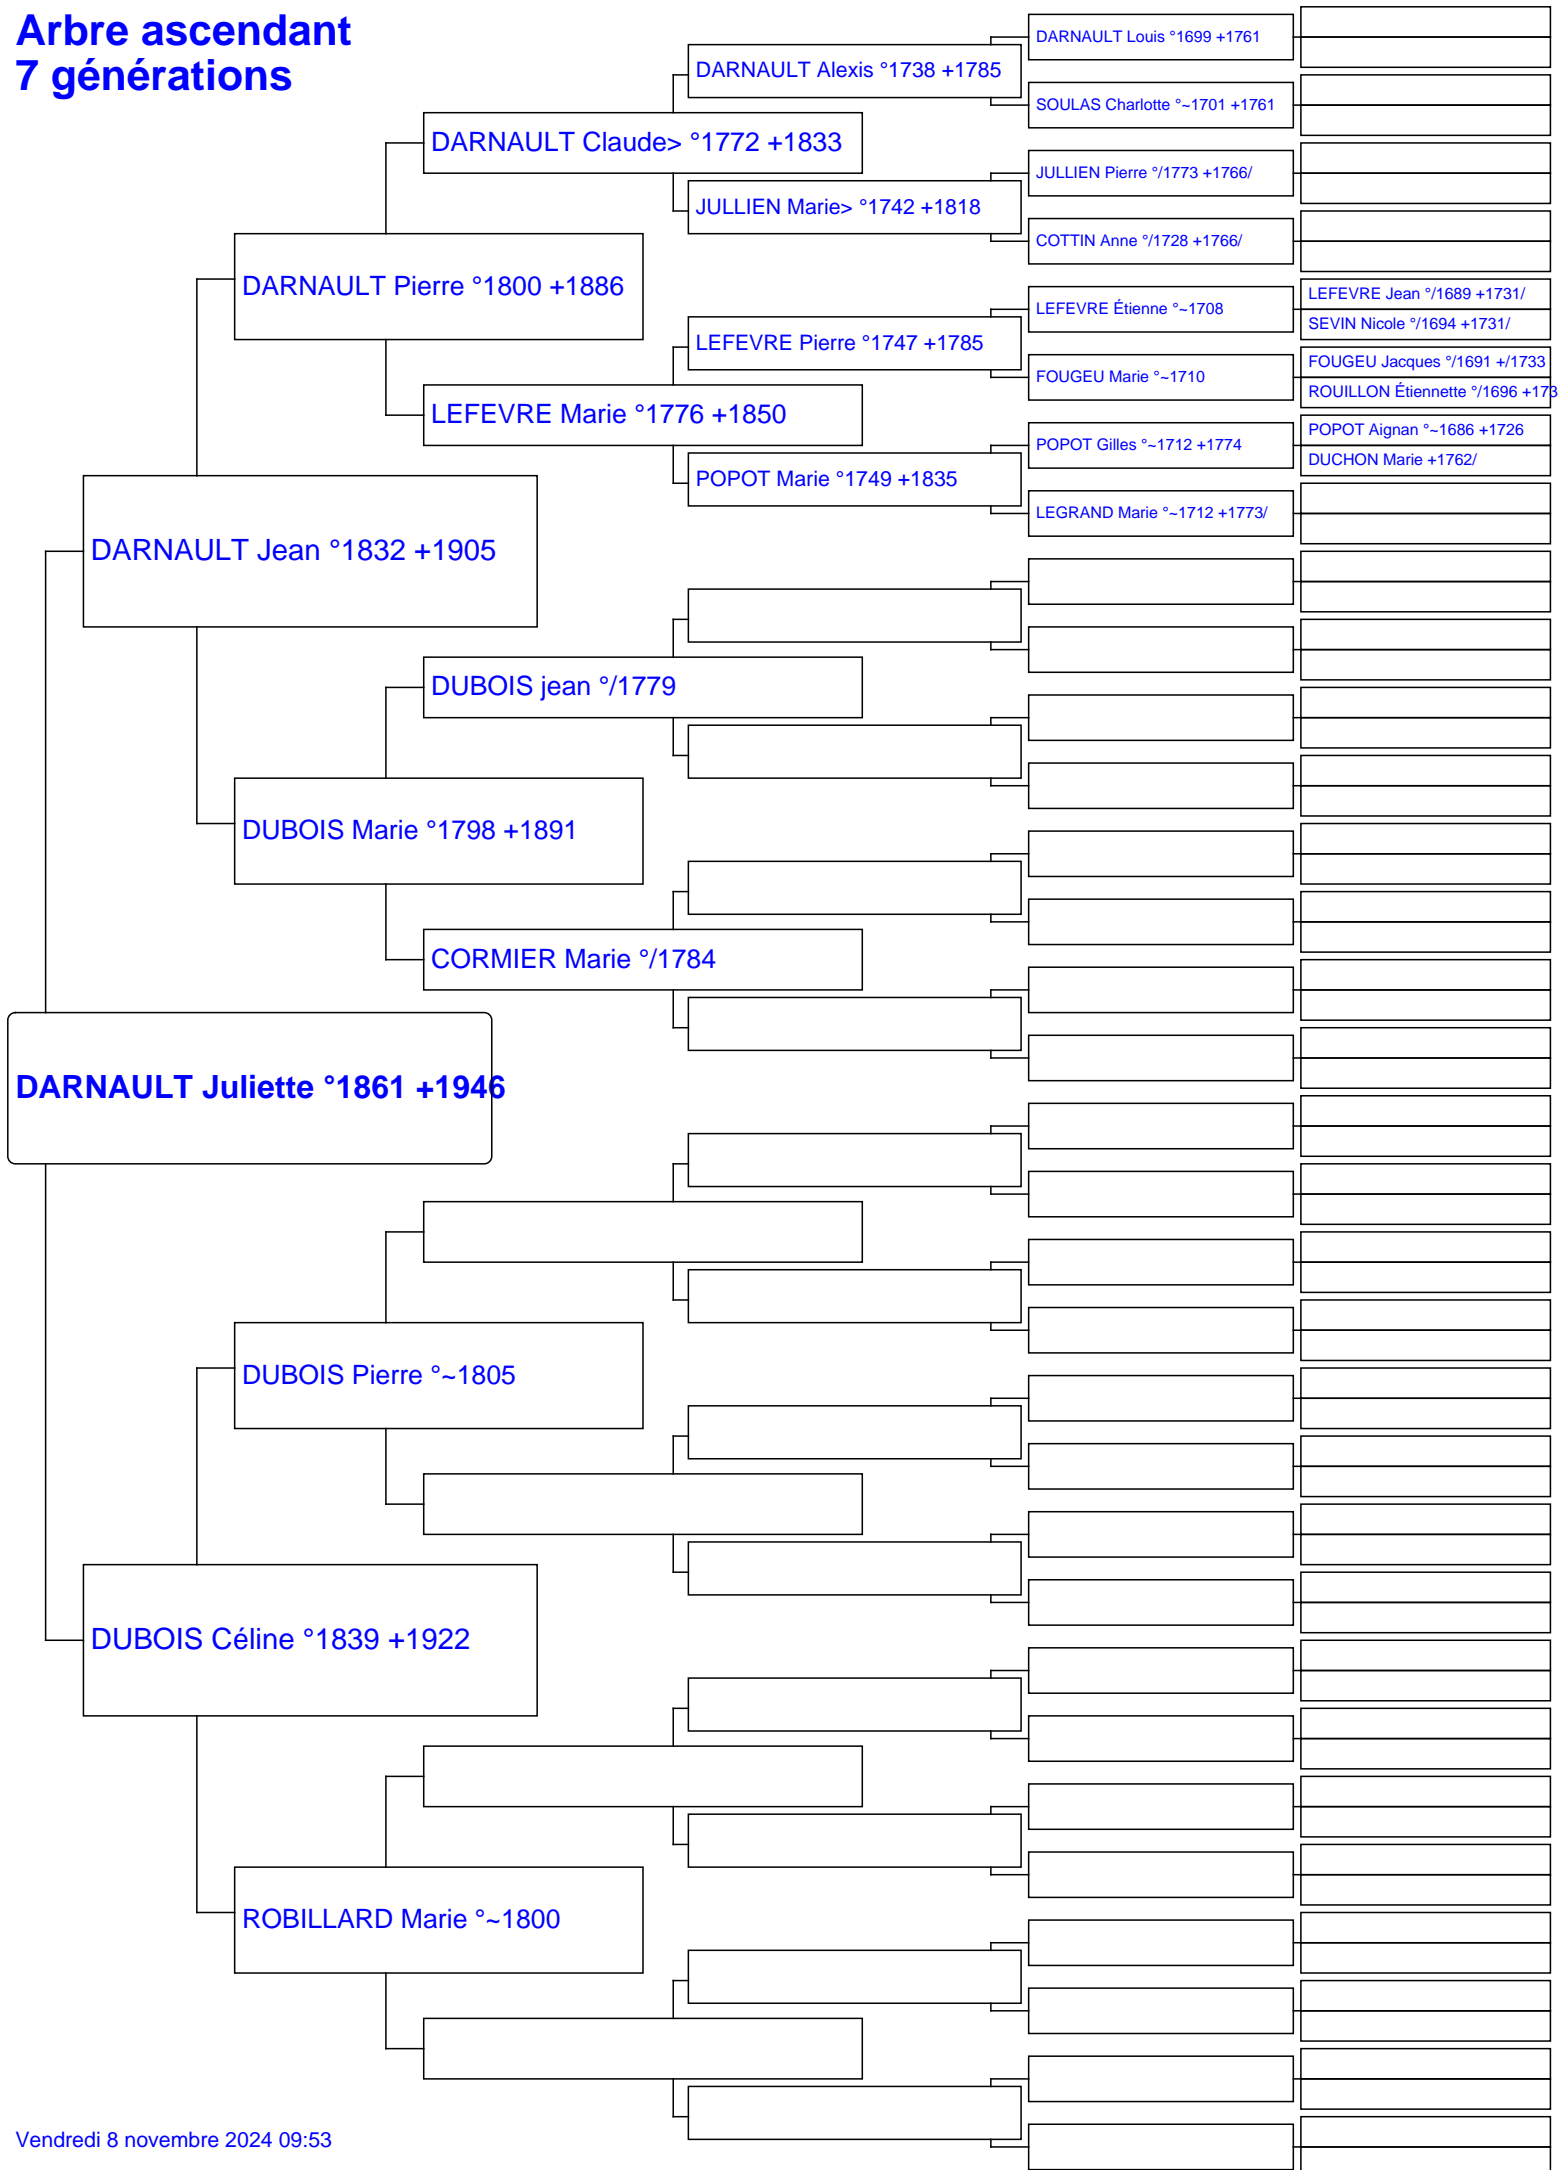 Arbre ascendant
7 générations
DARNAULT Louis °1699 +1761
DARNAULT Alexis °1738 +1785
SOULAS Charlotte °~1701 +1761
DARNAULT Claude> °1772 +1833
JULLIEN Pierre °/1773 +1766/
JULLIEN Marie> °1742 +1818
COTTIN Anne °/1728 +1766/
DARNAULT Pierre °1800 +1886
LEFEVRE Jean °/1689 +1731/
LEFEVRE Étienne °~1708
SEVIN Nicole °/1694 +1731/
LEFEVRE Pierre °1747 +1785
FOUGEU Jacques °/1691 +/1733
FOUGEU Marie °~1710
ROUILLON Étiennette °/1696 +173
LEFEVRE Marie °1776 +1850
POPOT Aignan °~1686 +1726
POPOT Gilles °~1712 +1774
DUCHON Marie +1762/
POPOT Marie °1749 +1835
LEGRAND Marie °~1712 +1773/
DARNAULT Jean °1832 +1905
DUBOIS jean °/1779
DUBOIS Marie °1798 +1891
CORMIER Marie °/1784
DARNAULT Juliette °1861 +1946
DUBOIS Pierre °~1805
DUBOIS Céline °1839 +1922
ROBILLARD Marie °~1800
Vendredi 8 novembre 2024 09:53